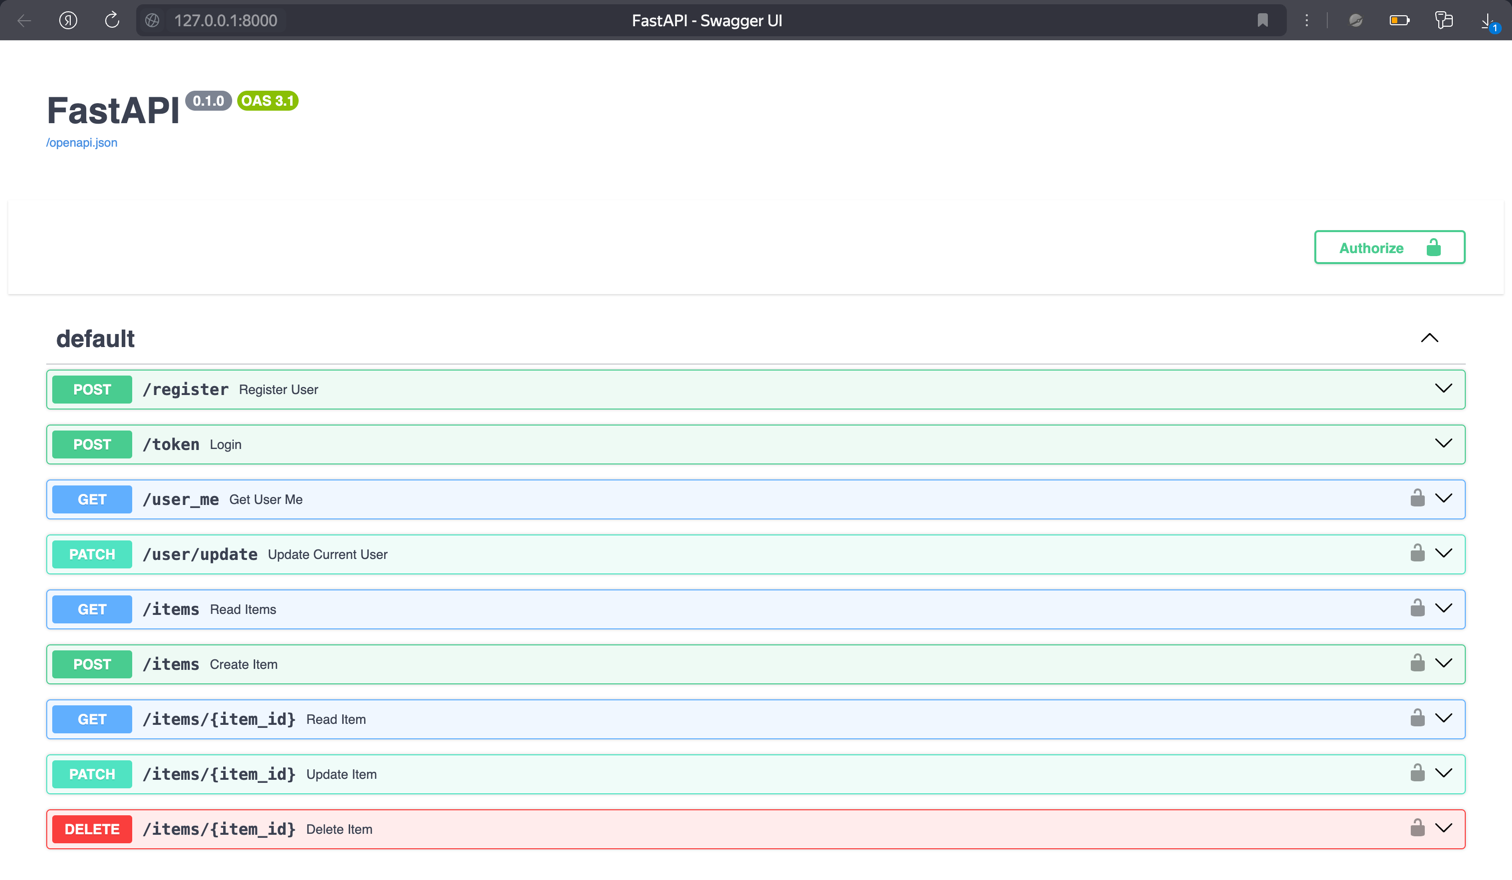 127.0.0.1:8000 FastAPI - Swagger UI 1
FastAPI 0.1.0 OAS 3.1
/openapi.json
Authorize
default
POST /register Register User
POST /token Login
GET /user_me Get User Me
PATCH /user/update Update Current User
GET /items Read Items
POST /items Create Item
GET /items/{item_id} Read Item
PATCH /items/{item_id} Update Item
DELETE /items/{item_id} Delete Item